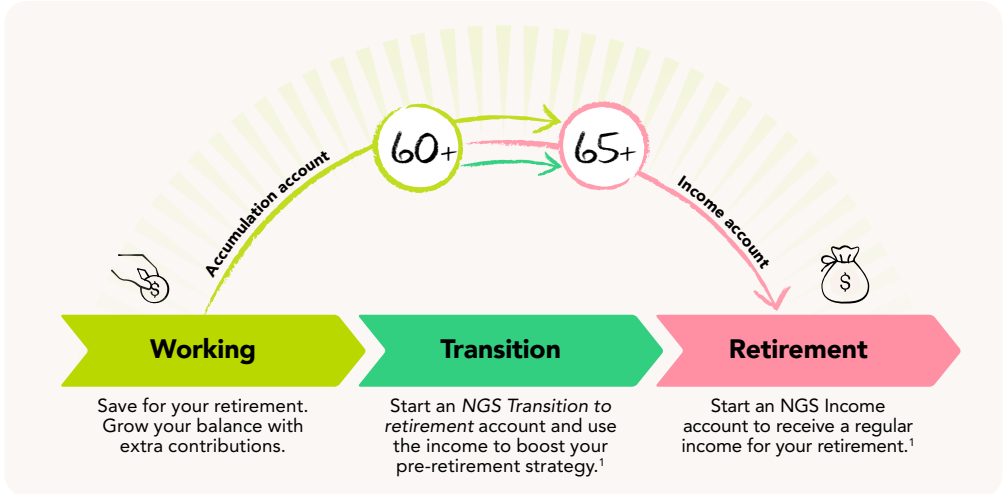 60+
65+
Accumulation account
Income account
$
$
Working
Transition
Retirement
Save for your retirement.
Grow your balance with
extra contributions.
Start an NGS Transition to
retirement account and use
the income to boost your
pre-retirement strategy.¹
Start an NGS Income
account to receive a regular
income for your retirement.¹